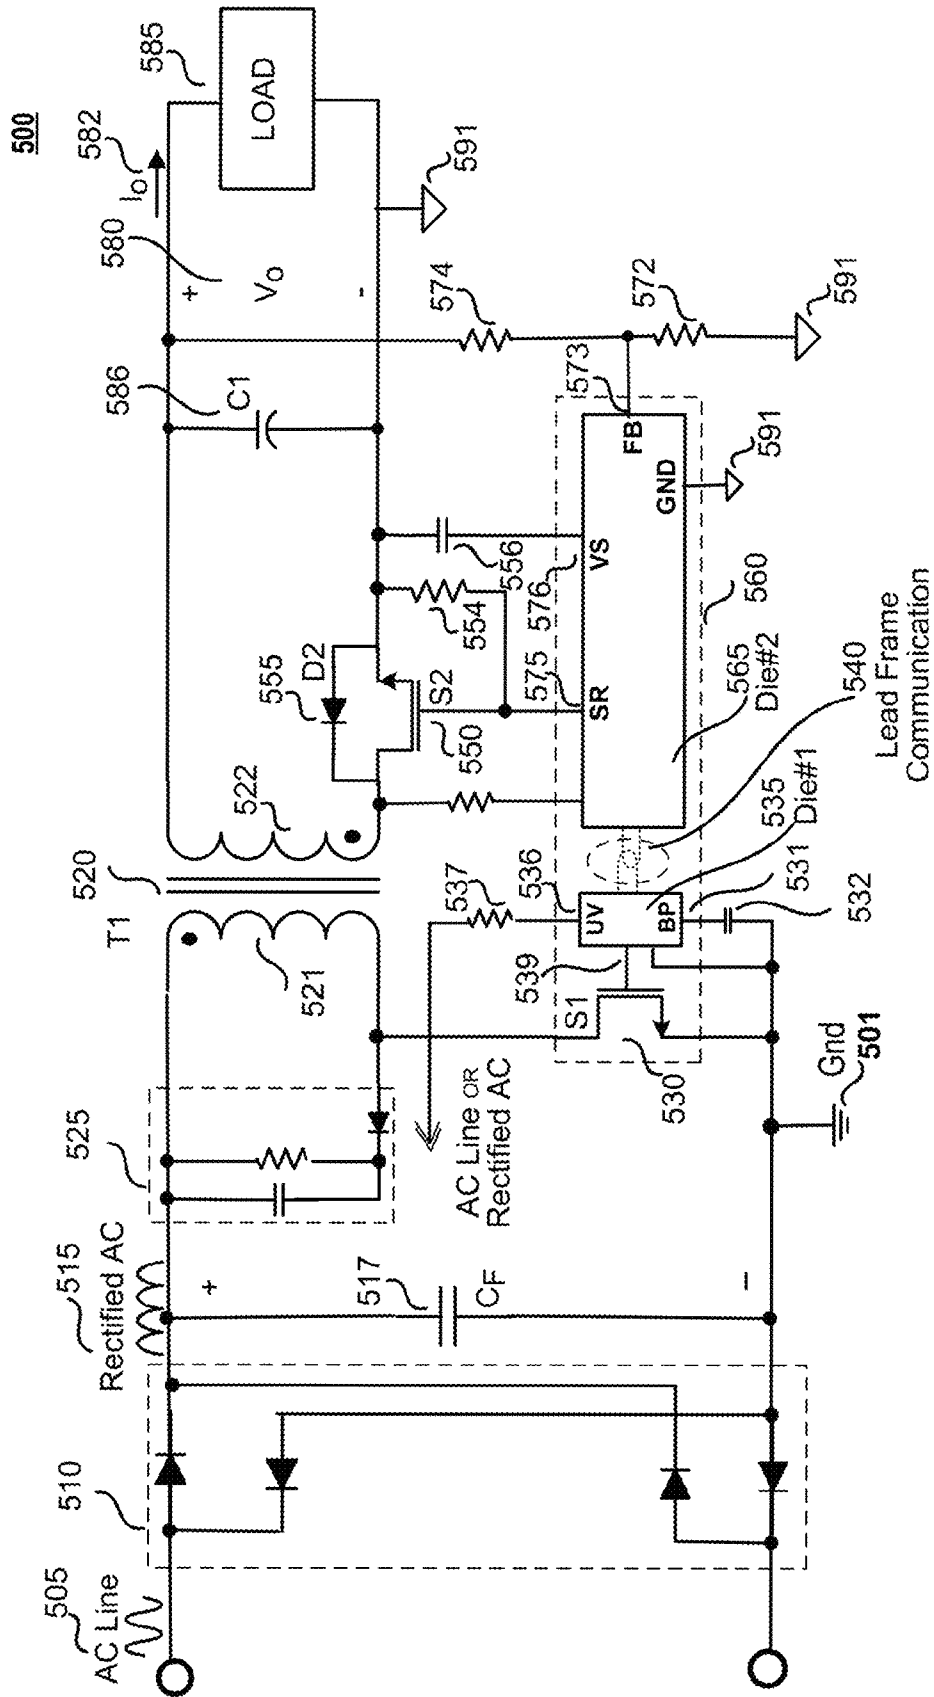 500
505
AC Line
510
515
Rectified AC
+
517
CF
–
525
AC Line OR
Rectified AC
Gnd
501
T1
520
521
522
537
536
539
S1
530
UV
BP
535
Die#1
531
532
540
Lead Frame
Communication
555
D2
S2
550
554
556
575
576
SR
VS
FB
GND
573
565
Die#2
560
591
586
C1
580
+
Vo
-
Io
582
585
LOAD
591
574
572
591